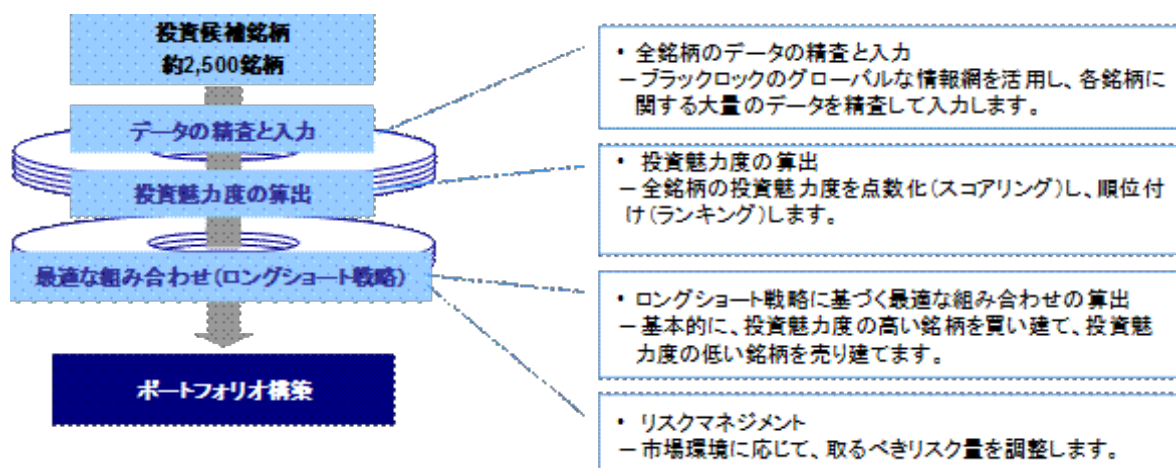 投資候補銘柄
約2,500銘柄
データの精査と入力
投資魅力度の算出
最適な組み合わせ(ロングショート戦略)
ポートフォリオ構築
・ 全銘柄のデータの精査と入力
－ブラックロックのグローバルな情報網を活用し、各銘柄に
関する大量のデータを精査して入力します。
・ 投資魅力度の算出
－全銘柄の投資魅力度を点数化(スコアリング)し、順位付
け(ランキング)します。
・ ロングショート戦略に基づく最適な組み合わせの算出
－基本的に、投資魅力度の高い銘柄を買い建て、投資魅
力度の低い銘柄を売り建てます。
・ リスクマネジメント
－市場環境に応じて、取るべきリスク量を調整します。